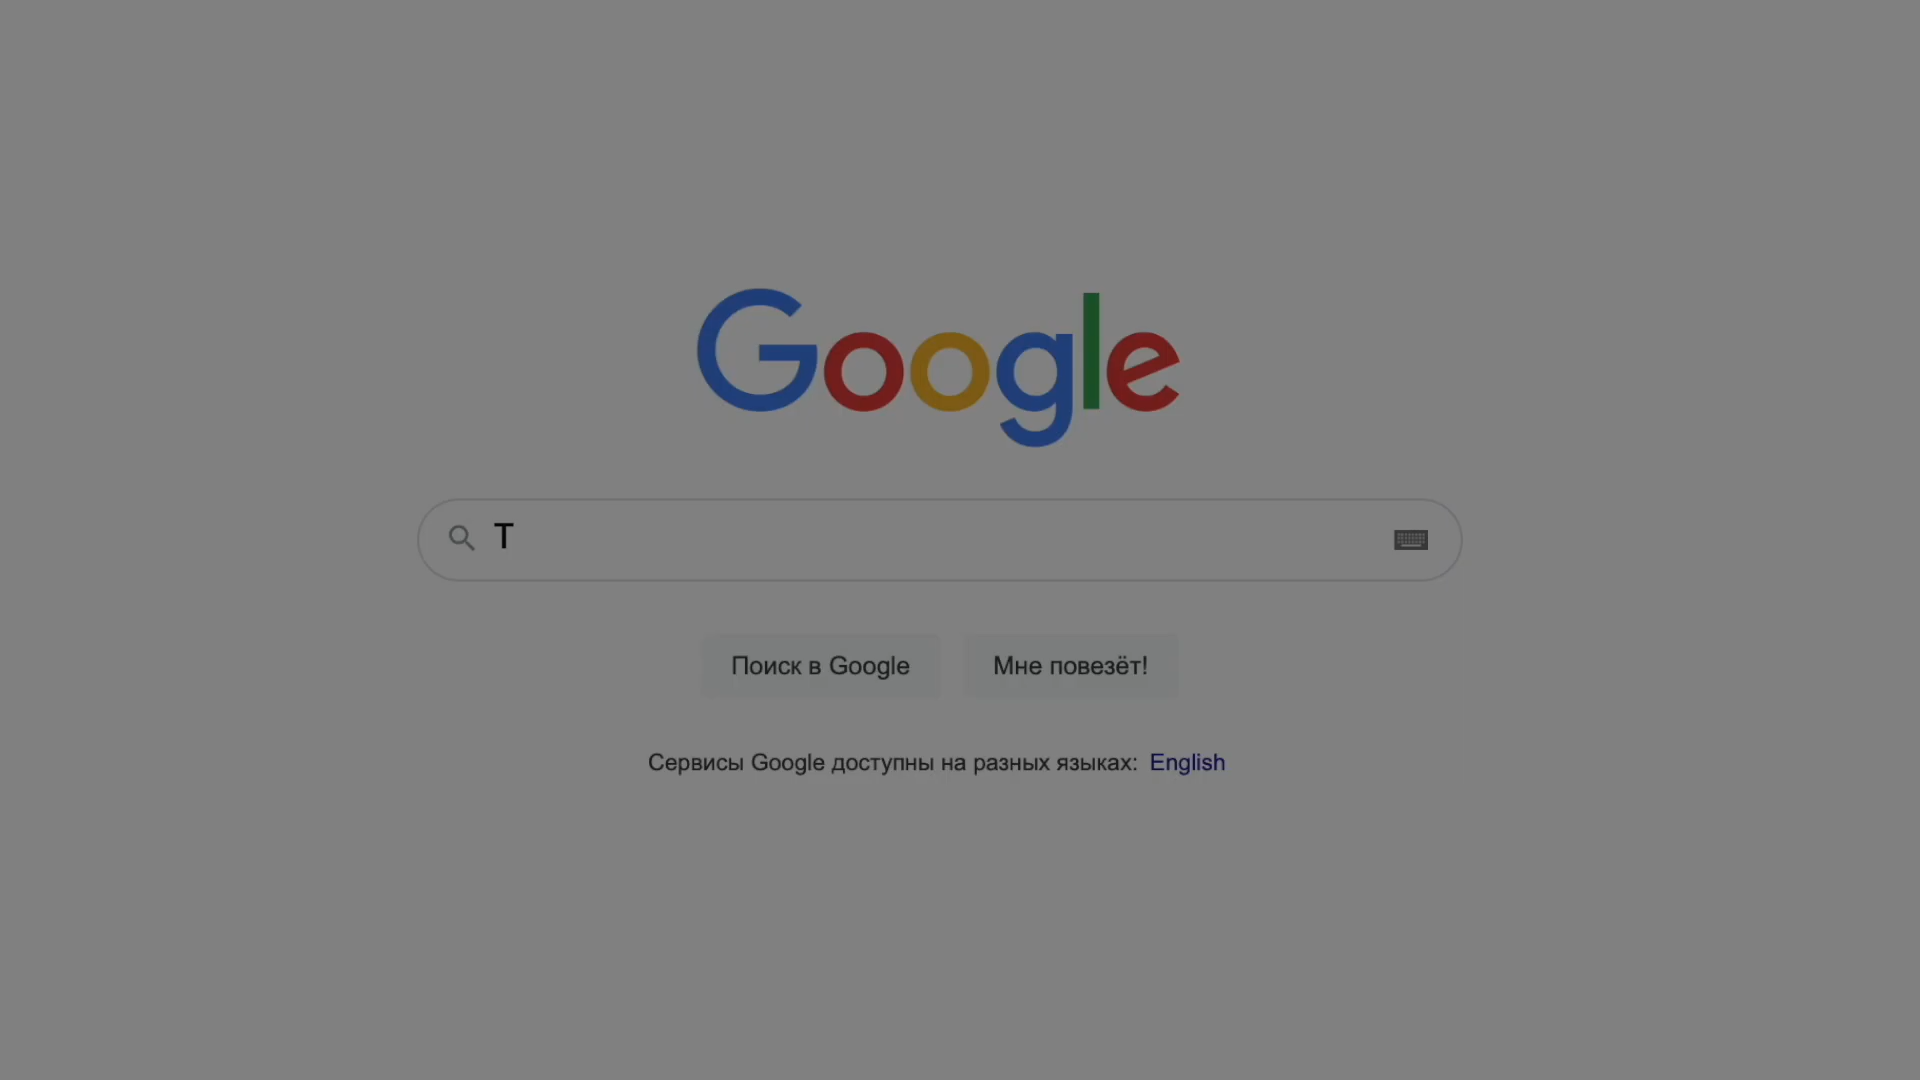 Google
Т
Поиск в Google
Мне повезёт!
Сервисы Google доступны на разных языках: English